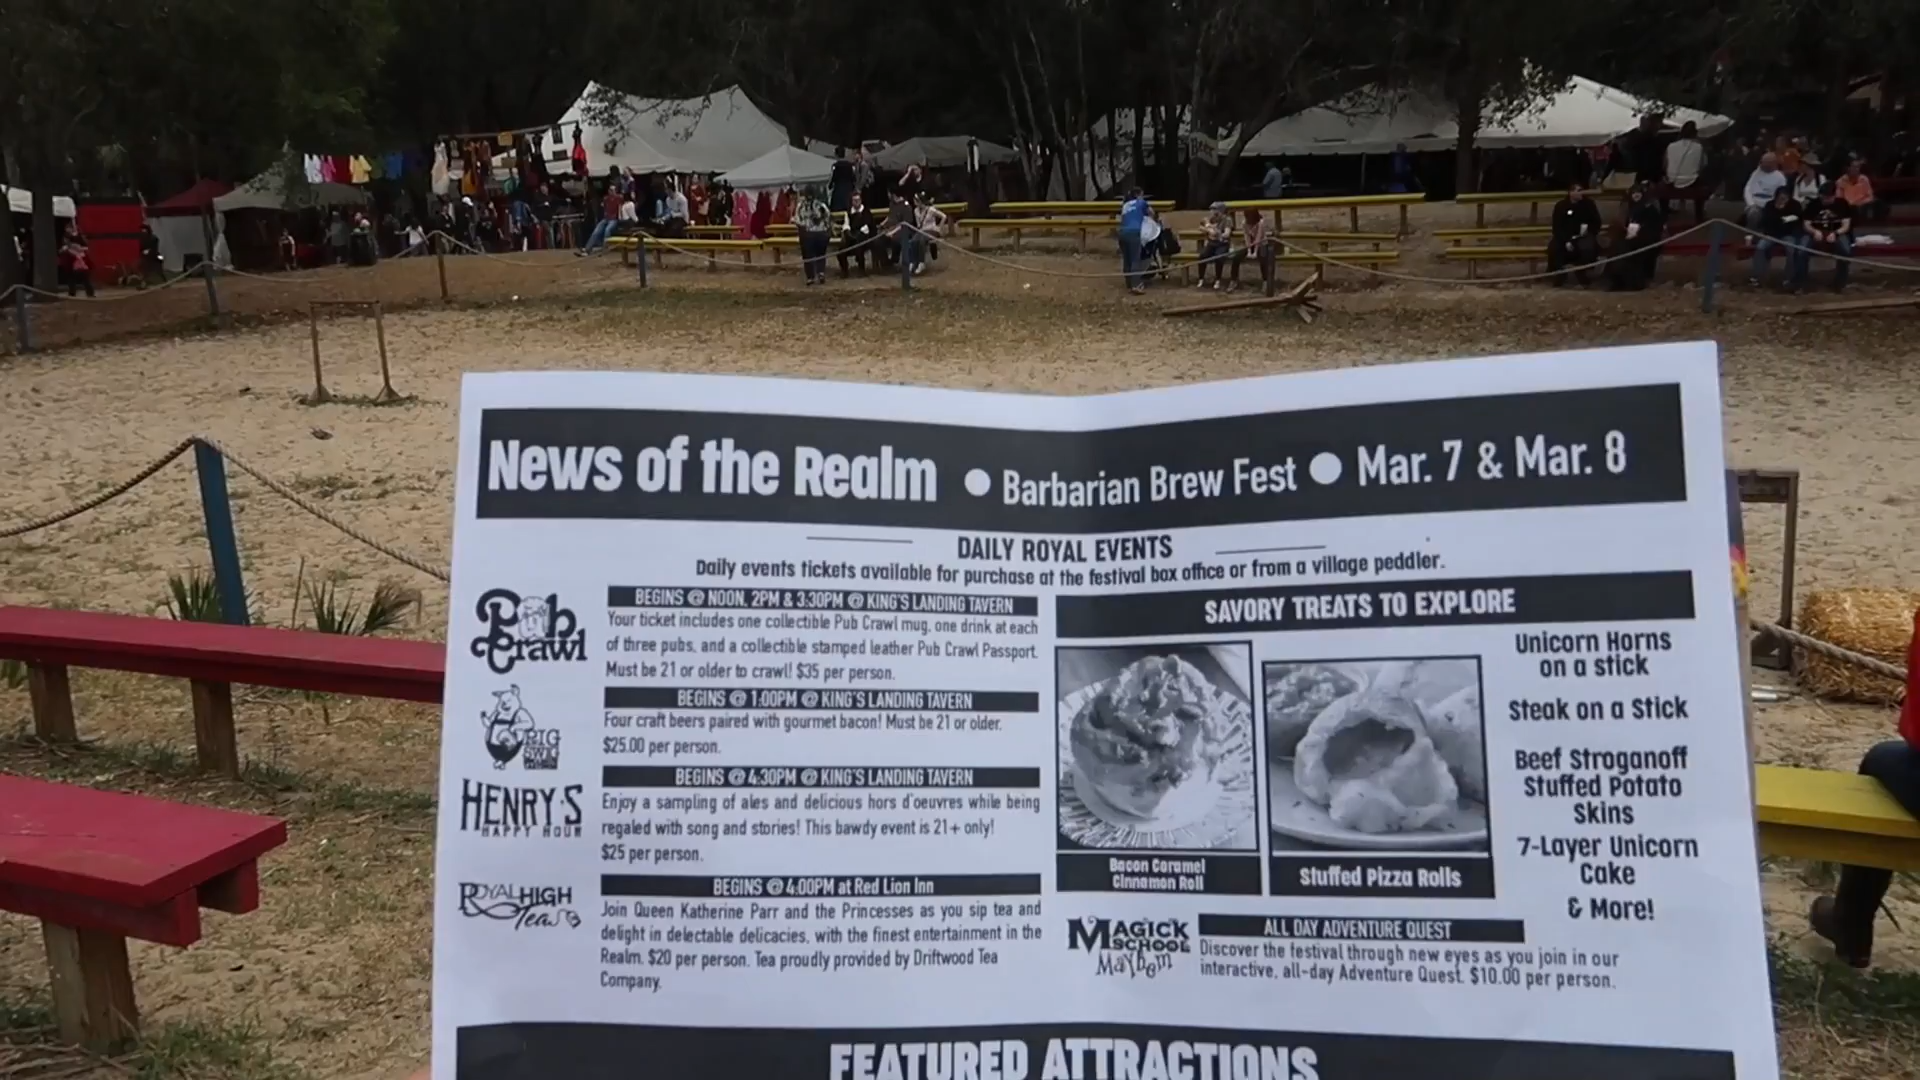 News of the Realm ● Barbarian Brew Fest ● Mar. 7 & Mar. 8
DAILY ROYAL EVENTS
Daily events tickets available for purchase at the festival box office or from a village peddler.
Pub Crawl
BEGINS @ NOON, 2PM & 3:30PM @ KING'S LANDING TAVERN
Your ticket includes one collectible Pub Crawl mug, one drink at each
of three pubs, and a collectible stamped leather Pub Crawl Passport.
Must be 21 or older to crawl! $35 per person.
PIG
SWIG
BEGINS @ 1:00PM @ KING'S LANDING TAVERN
Four craft beers paired with gourmet bacon! Must be 21 or older.
$25.00 per person.
HENRY'S
HAPPY HOUR
BEGINS @ 4:30PM @ KING'S LANDING TAVERN
Enjoy a sampling of ales and delicious hors d'oeuvres while being
regaled with song and stories! This bawdy event is 21+ only!
$25 per person.
ROYAL HIGH
Tea
BEGINS @ 4:00PM at Red Lion Inn
Join Queen Katherine Parr and the Princesses as you sip tea and
delight in delectable delicacies, with the finest entertainment in the
Realm. $20 per person. Tea proudly provided by Driftwood Tea
Company.
SAVORY TREATS TO EXPLORE
Bacon Caramel
Cinnamon Roll
Stuffed Pizza Rolls
Unicorn Horns
on a stick
Steak on a Stick
Beef Stroganoff
Stuffed Potato
Skins
7-Layer Unicorn
Cake
& More!
MAGICK
SCHOOL
Mayhem
ALL DAY ADVENTURE QUEST
Discover the festival through new eyes as you join in our
interactive, all-day Adventure Quest. $10.00 per person.
FEATURED ATTRACTIONS